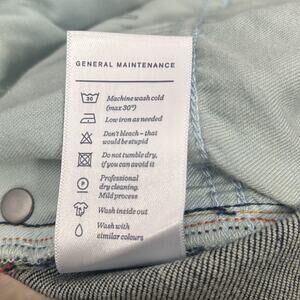 GENERAL MAINTENANCE
30
Machine wash cold
(max 30°)
Low iron as needed
Don't bleach – that
would be stupid
Do not tumble dry,
if you can avoid it
P
Professional
dry cleaning.
Mild process
Wash inside out
Wash with
similar colours